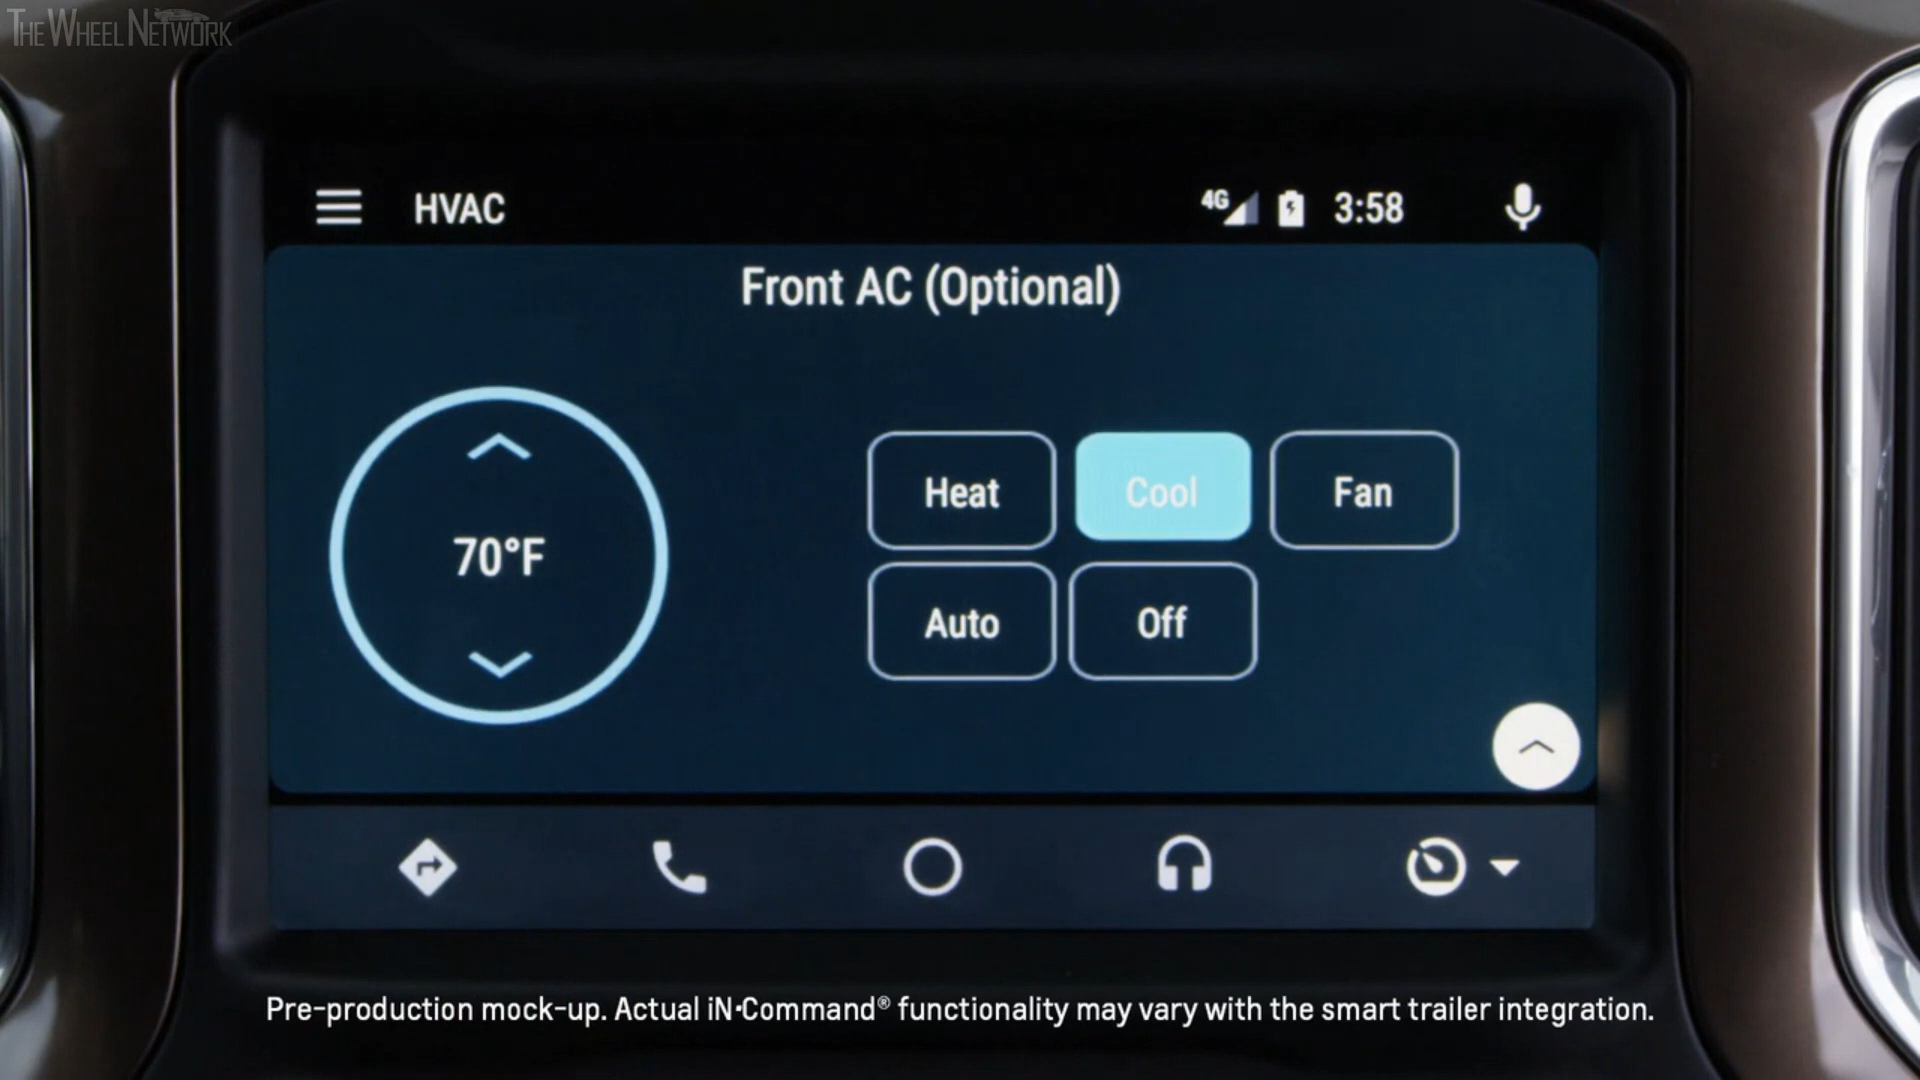 THE WHEEL NETWORK
HVAC
4G
3:58
Front AC (Optional)
70°F
Heat
Cool
Fan
Auto
Off
Pre-production mock-up. Actual iN•Command® functionality may vary with the smart trailer integration.